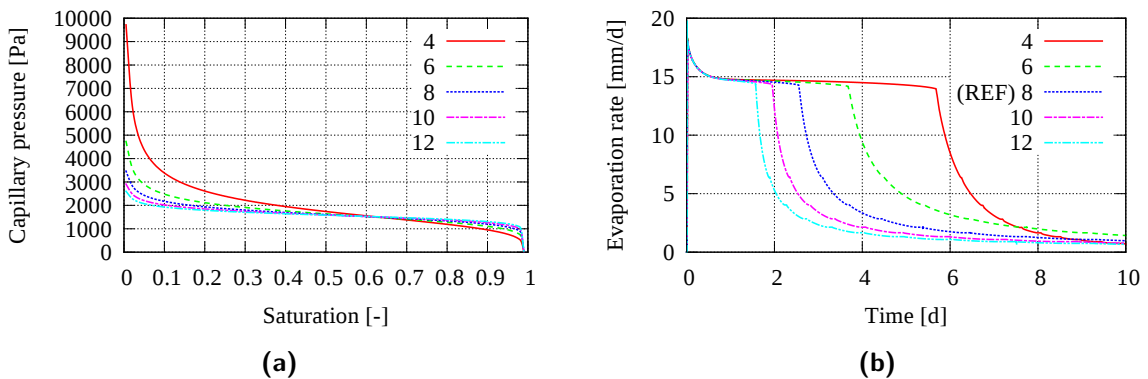 Capillary pressure [Pa]
10000
9000
8000
7000
6000
5000
4000
3000
2000
1000
0
4
6
8
10
12
0 0.1 0.2 0.3 0.4 0.5 0.6 0.7 0.8 0.9 1
Saturation [-]
(a)
Evaporation rate [mm/d]
20
15
10
5
0
4
6
(REF) 8
10
12
0 2 4 6 8 10
Time [d]
(b)